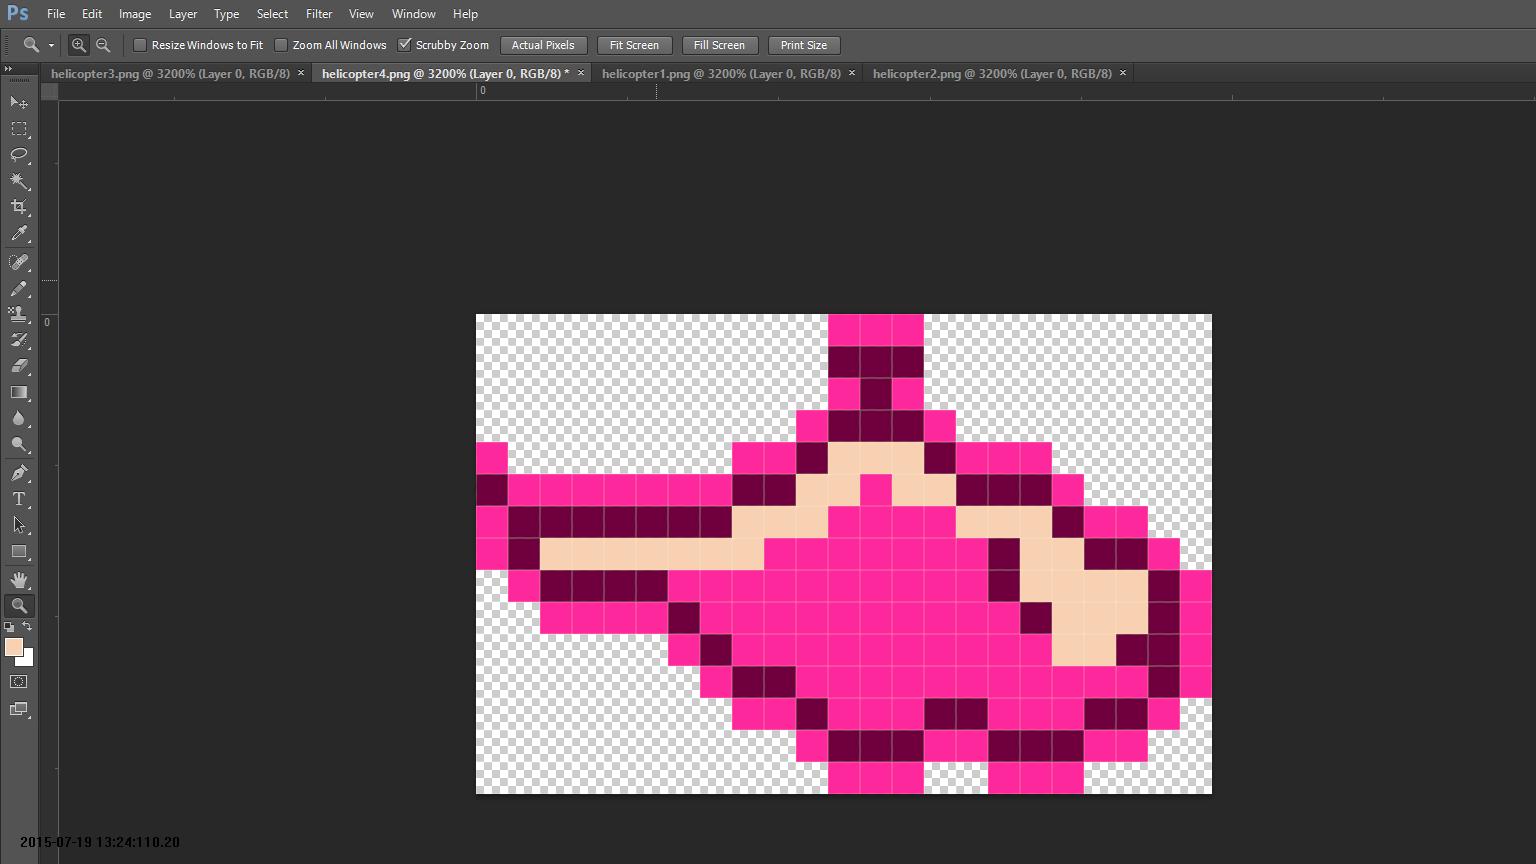 Ps File Edit Image Layer Type Select Filter View Window Help
Resize Windows to Fit Zoom All Windows Scrubby Zoom Actual Pixels Fit Screen Fill Screen Print Size
helicopter3.png @ 3200% (Layer 0, RGB/8) × helicopter4.png @ 3200% (Layer 0, RGB/8) * × helicopter1.png @ 3200% (Layer 0, RGB/8) × helicopter2.png @ 3200% (Layer 0, RGB/8) ×
0
0
T
2015-07-19 13:24:110.20